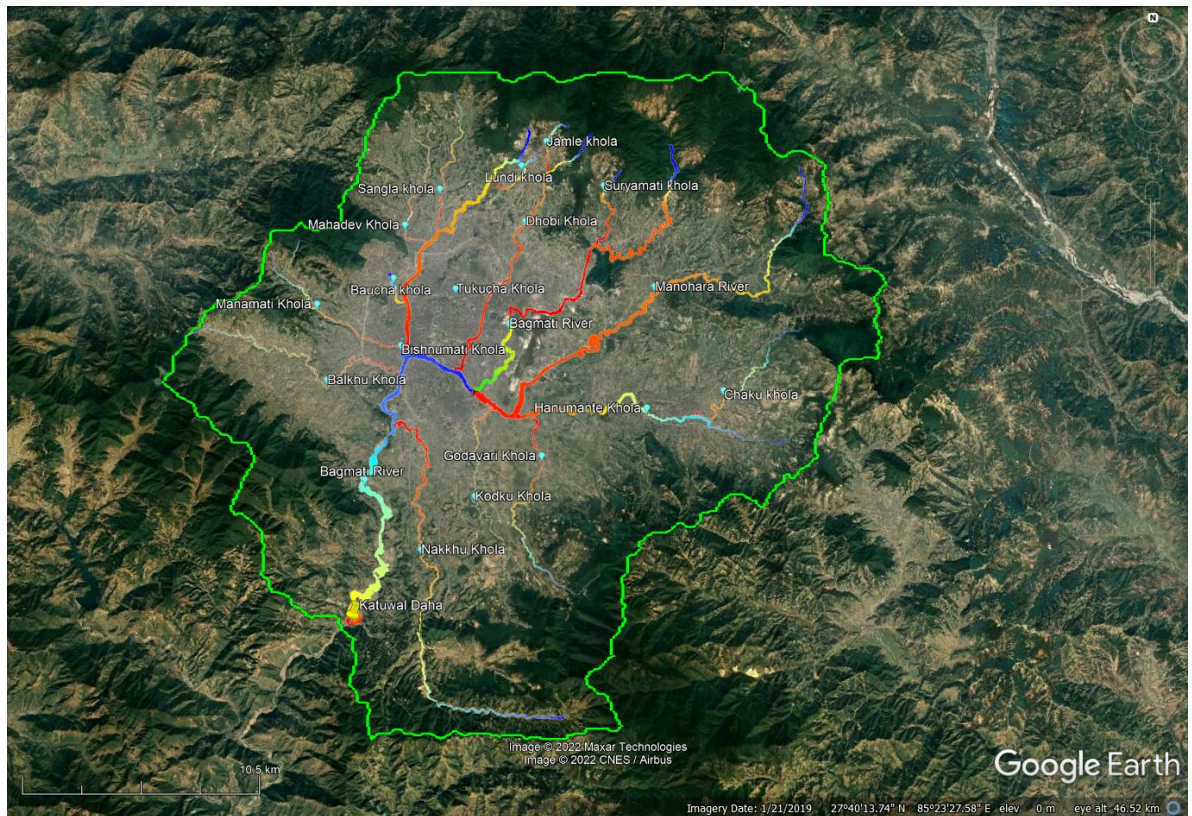 N
Jamle khola
Lundi khola
Sangla khola
Suryamati khola
Mahadev Khola
Dhobi Khola
Baucha khola
Tukucha Khola
Manohara River
Manamati Khola
Bagmati River
Bishnumati Khola
Balkhu Khola
Chaku khola
Hanumante Khola
Godavari Khola
Bagmati River
Kodku Khola
Nakkhu Khola
Katuwal Daha
Image © 2022 Maxar Technologies
Image © 2022 CNES / Airbus
10.5 km
Google Earth
Imagery Date: 1/21/2019 27°40'13.74" N 85°23'27.58" E elev 0 m eye alt 46.52 km